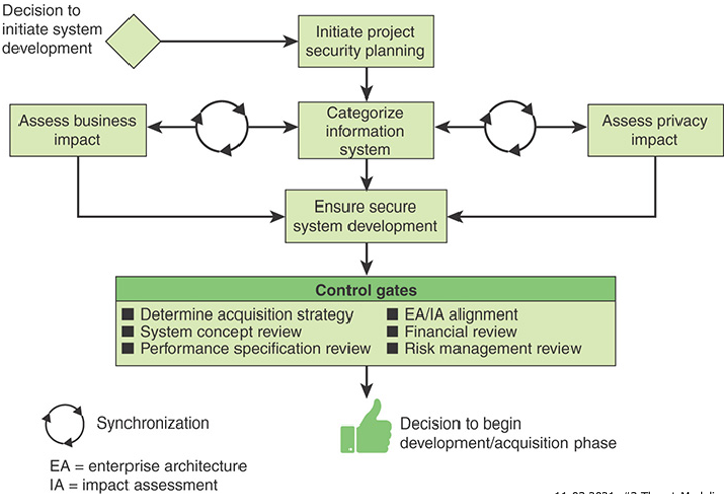 Decision to
initiate system
development
Initiate project
security planning
Assess business
impact
Categorize
information
system
Assess privacy
impact
Ensure secure
system development
Control gates
Determine acquisition strategy
System concept review
Performance specification review
EA/IA alignment
Financial review
Risk management review
Synchronization
Decision to begin
development/acquisition phase
EA = enterprise architecture
IA = impact assessment